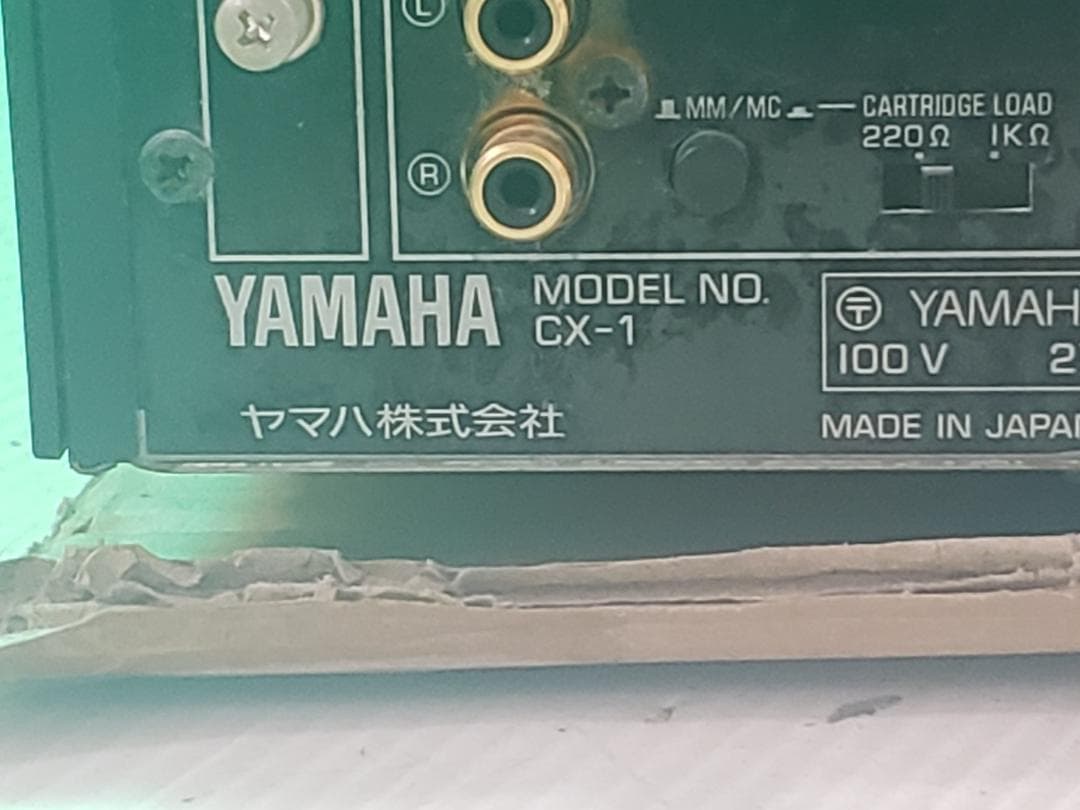 L
MM/MC CARTRIDGE LOAD
220Ω 1KΩ
R
YAMAHA MODEL NO.
CX-1
〶 YAMAH
100V 2
ヤマハ株式会社
MADE IN JAPAN